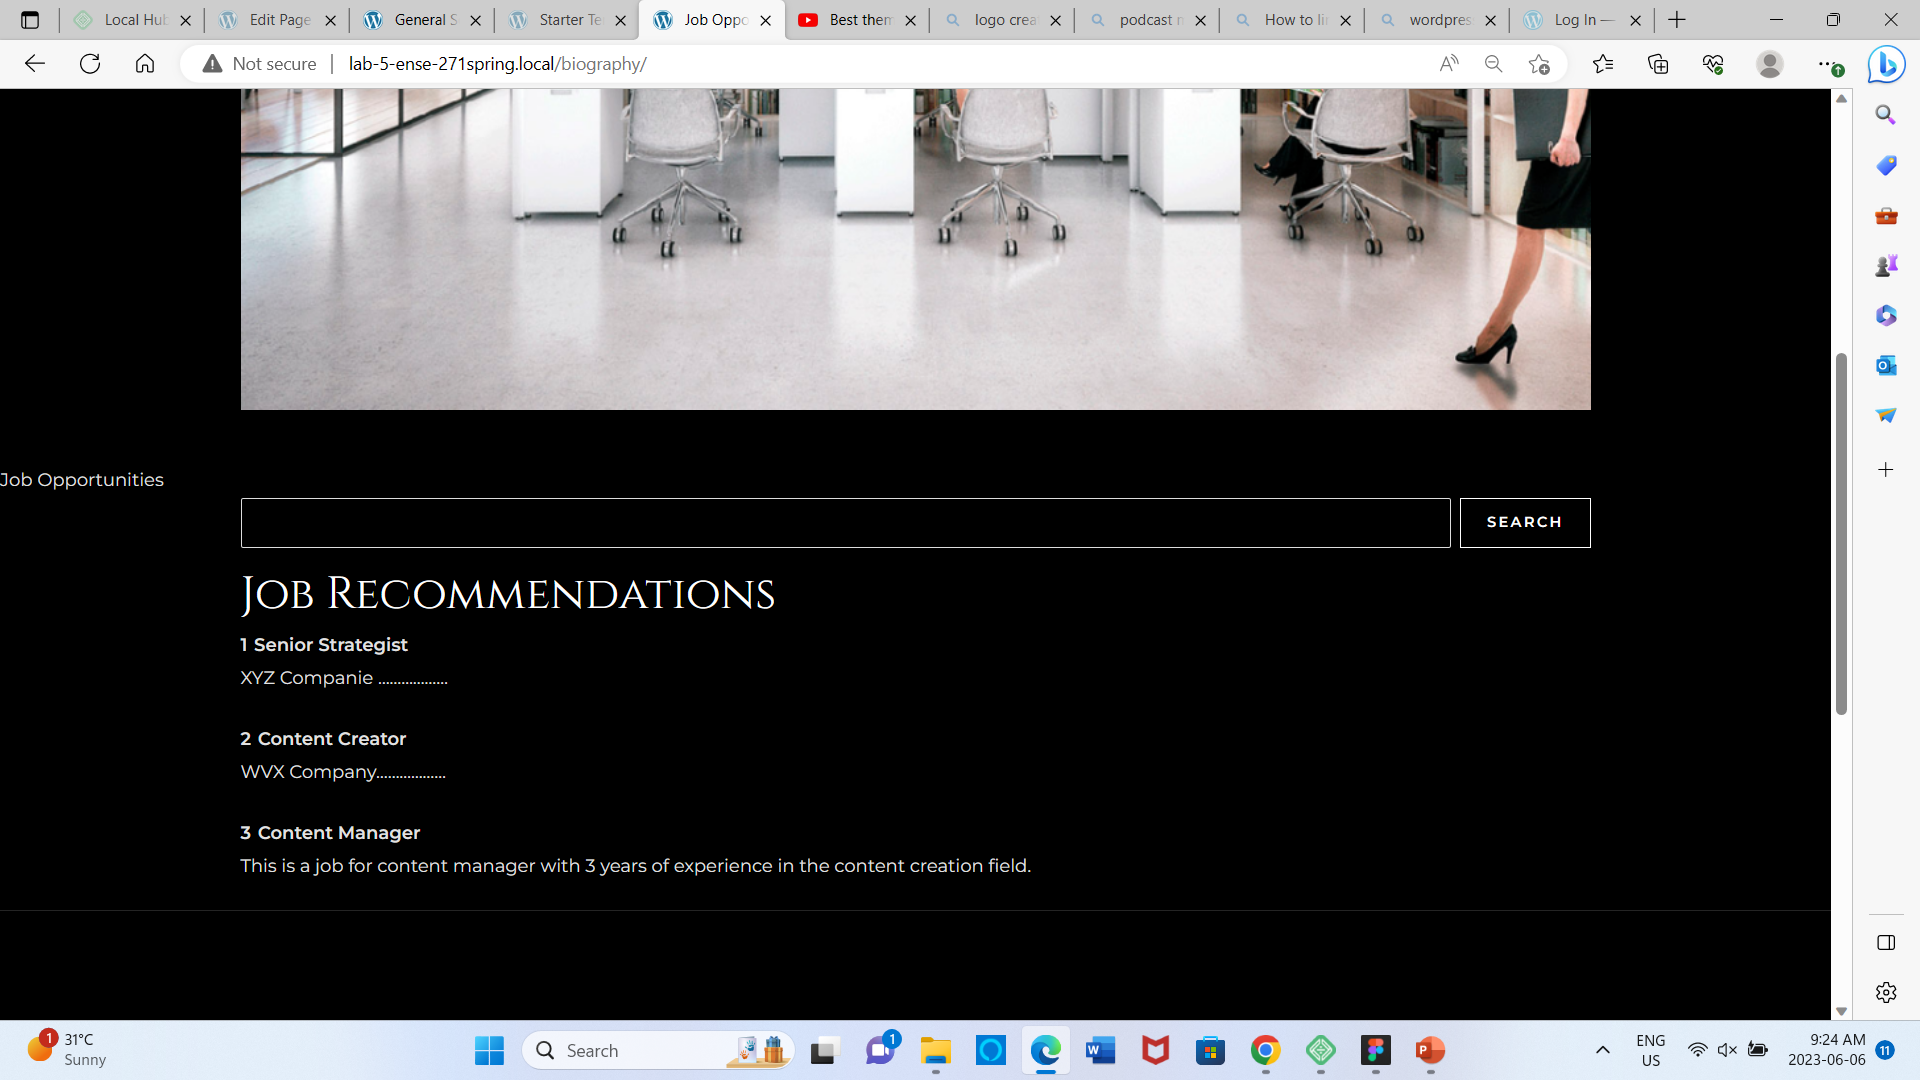 Local Hu
Edit Page
General S
Starter Te
Job Oppo
Best them
logo crea
podcast n
How to li
wordpres
Log In —
Not secure
lab-5-ense-271spring.local/biography/
Job Opportunities
SEARCH
Job Recommendations
1 Senior Strategist
XYZ Companie ..................
2 Content Creator
WVX Company..................
3 Content Manager
This is a job for content manager with 3 years of experience in the content creation field.
1
31°C
Sunny
Search
1
ENG
US
9:24 AM
2023-06-06
11